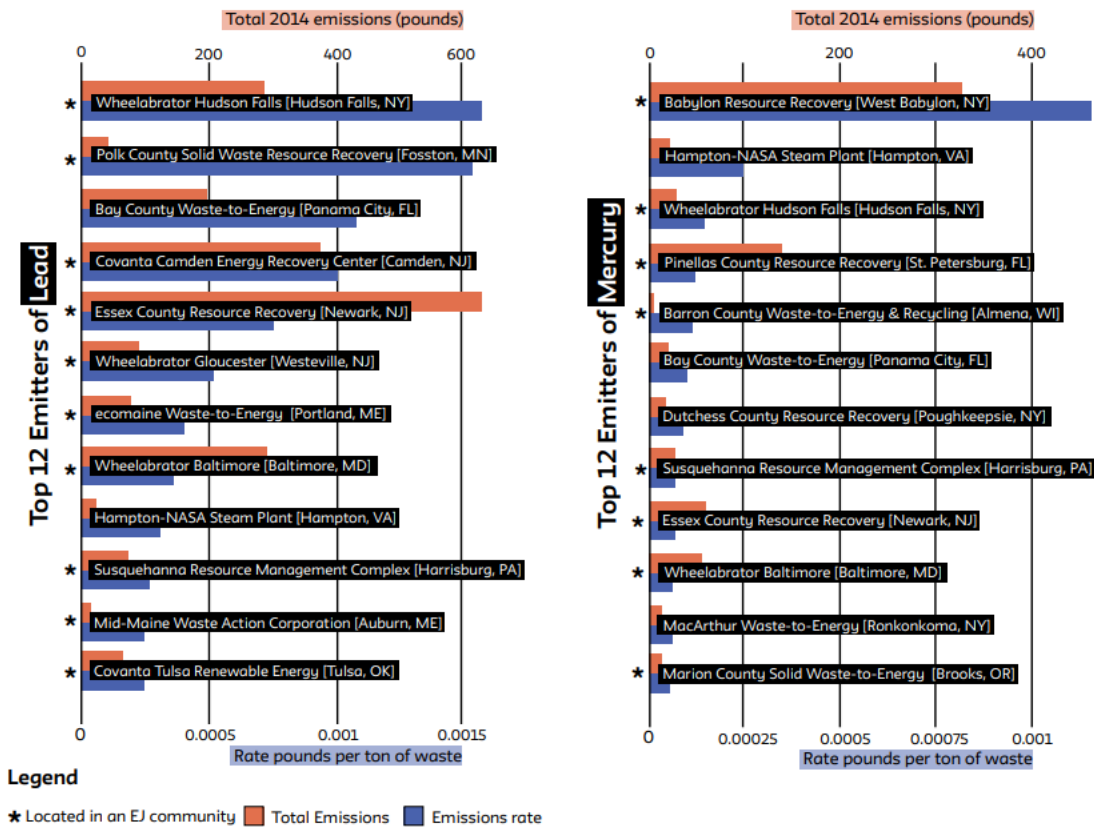 Total 2014 emissions (pounds)
0 200 400 600
Top 12 Emitters of Lead
* Wheelabrator Hudson Falls [Hudson Falls, NY]
* Polk County Solid Waste Resource Recovery [Fosston, MN]
Bay County Waste-to-Energy [Panama City, FL]
* Covanta Camden Energy Recovery Center [Camden, NJ]
* Essex County Resource Recovery [Newark, NJ]
* Wheelabrator Gloucester [Westeville, NJ]
* ecomaine Waste-to-Energy [Portland, ME]
* Wheelabrator Baltimore [Baltimore, MD]
Hampton-NASA Steam Plant [Hampton, VA]
* Susquehanna Resource Management Complex [Harrisburg, PA]
* Mid-Maine Waste Action Corporation [Auburn, ME]
* Covanta Tulsa Renewable Energy [Tulsa, OK]
0 0.0005 0.001 0.0015
Rate pounds per ton of waste
Total 2014 emissions (pounds)
0 200 400
Top 12 Emitters of Mercury
* Babylon Resource Recovery [West Babylon, NY]
Hampton-NASA Steam Plant [Hampton, VA]
* Wheelabrator Hudson Falls [Hudson Falls, NY]
* Pinellas County Resource Recovery [St. Petersburg, FL]
* Barron County Waste-to-Energy & Recycling [Almena, WI]
Bay County Waste-to-Energy [Panama City, FL]
Dutchess County Resource Recovery [Poughkeepsie, NY]
* Susquehanna Resource Management Complex [Harrisburg, PA]
* Essex County Resource Recovery [Newark, NJ]
* Wheelabrator Baltimore [Baltimore, MD]
MacArthur Waste-to-Energy [Ronkonkoma, NY]
* Marion County Solid Waste-to-Energy [Brooks, OR]
0 0.00025 0.0005 0.00075 0.001
Rate pounds per ton of waste
Legend
* Located in an EJ community Total Emissions Emissions rate